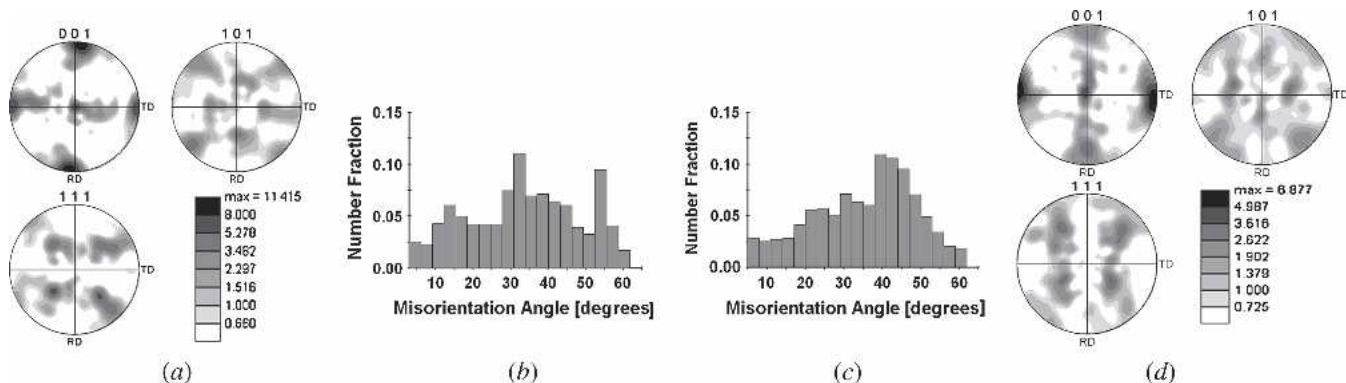 0 0 1
1 0 1
TD
TD
RD
RD
1 1 1
TD
RD
max = 11 415
8.000
5.278
3.482
2.297
1.516
1.000
0.660
(a)
Number Fraction
0.15
0.10
0.05
0.00
10 20 30 40 50 60
Misorientation Angle [degrees]
(b)
Number Fraction
0.15
0.10
0.05
0.00
10 20 30 40 50 60
Misorientation Angle [degrees]
(c)
0 0 1
1 0 1
TD
TD
RD
RD
1 1 1
TD
RD
max = 6 877
4.987
3.616
2.622
1 902
1.379
1 000
0.725
(d)